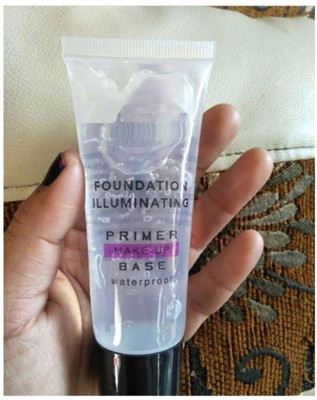 FOUNDATION
ILLUMINATING
PRIMER
MAKE-UP
BASE
waterproof